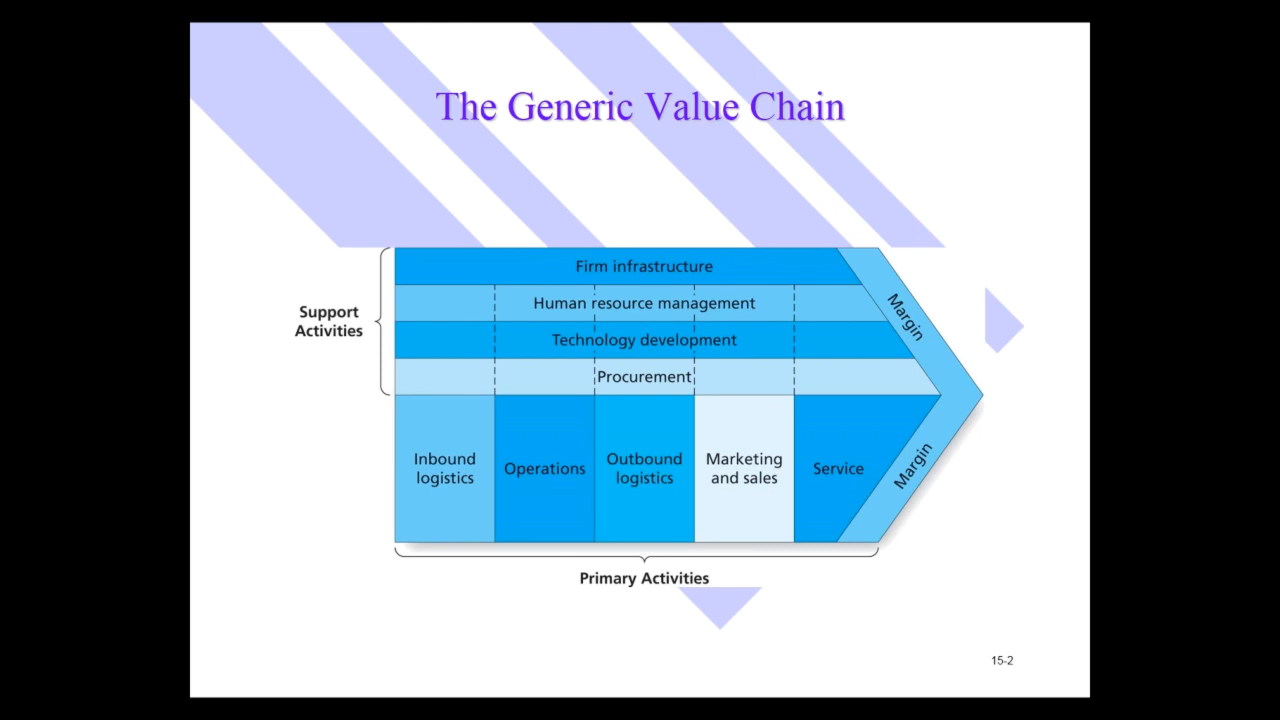 The Generic Value Chain
Support
Activities
Firm infrastructure
Human resource management
Technology development
Procurement
Margin
Inbound
logistics
Operations
Outbound
logistics
Marketing
and sales
Service
Margin
Primary Activities
15-2